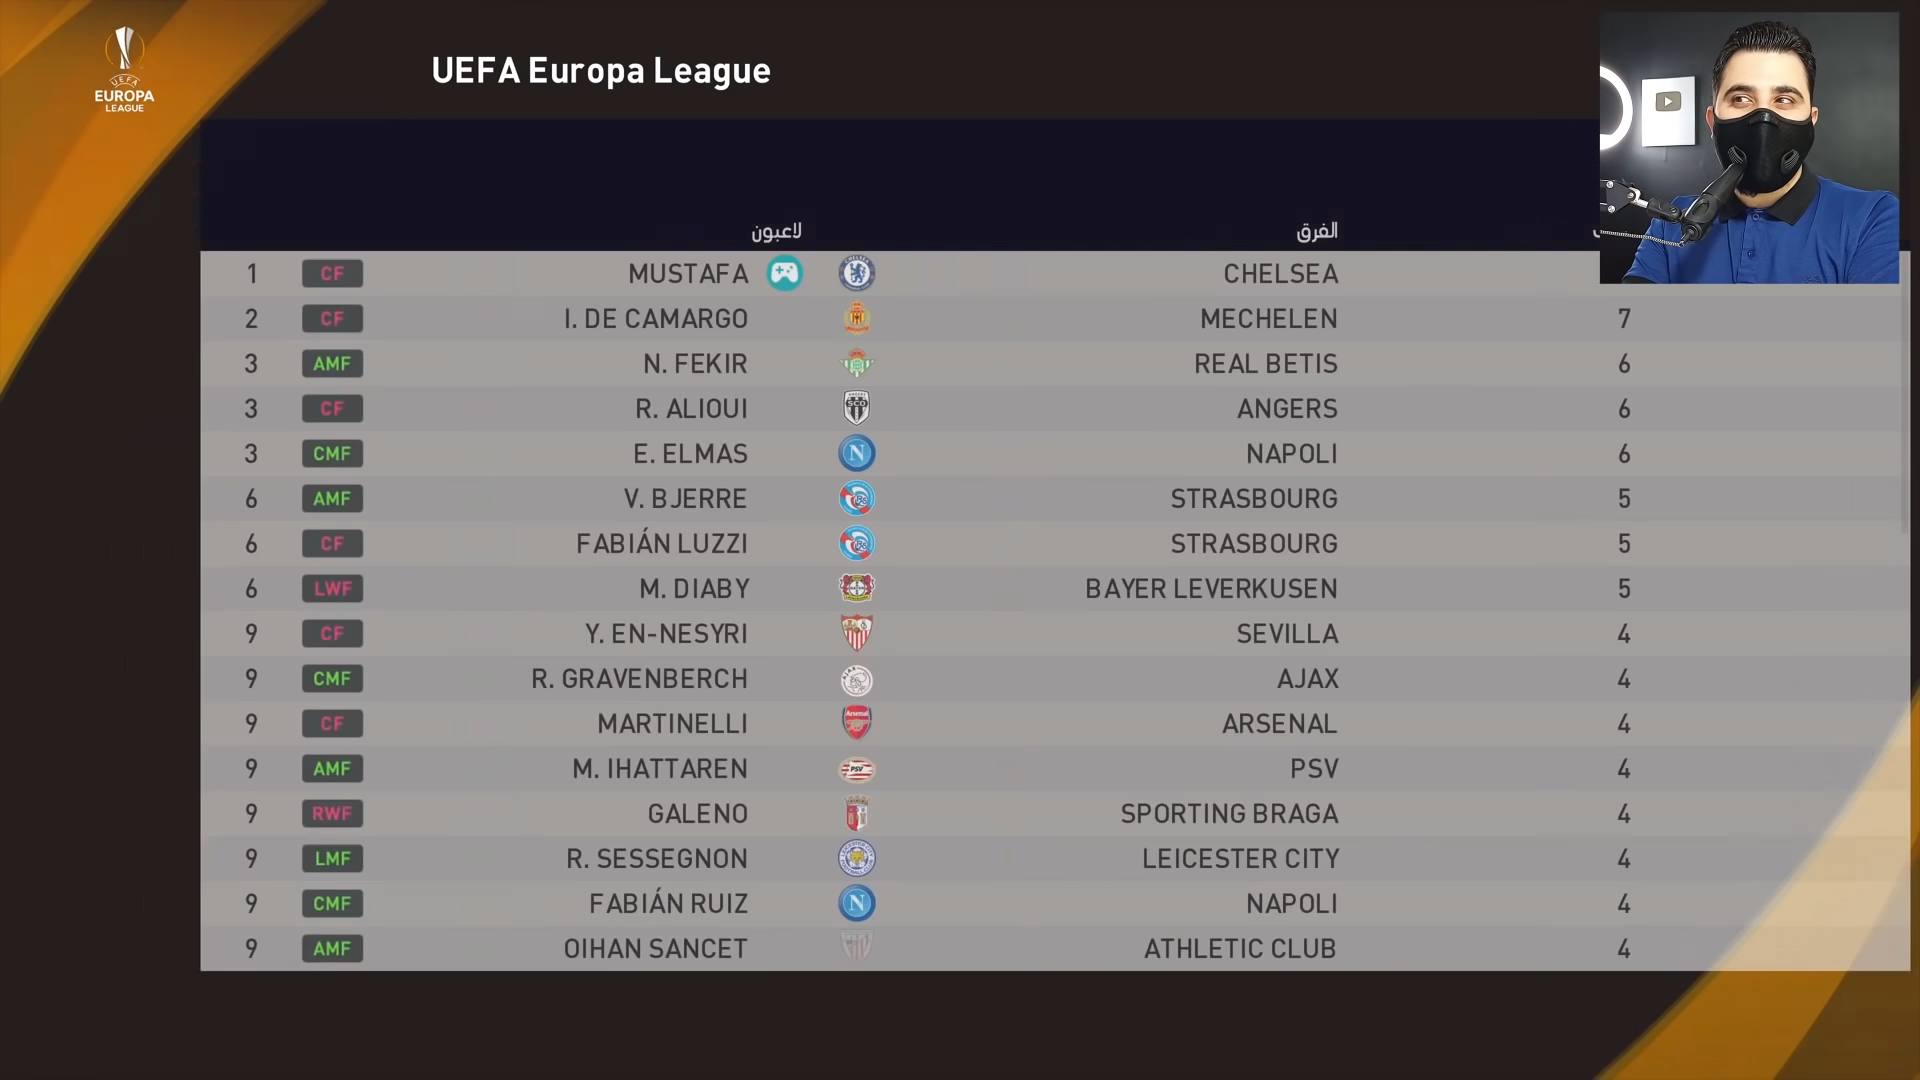 UEFA
EUROPA
LEAGUE
UEFA Europa League
لاعبون الفرق
1 CF MUSTAFA CHELSEA
2 CF I. DE CAMARGO MECHELEN 7
3 AMF N. FEKIR REAL BETIS 6
3 CF R. ALIOUI ANGERS 6
3 CMF E. ELMAS NAPOLI 6
6 AMF V. BJERRE STRASBOURG 5
6 CF FABIÁN LUZZI STRASBOURG 5
6 LWF M. DIABY BAYER LEVERKUSEN 5
9 CF Y. EN-NESYRI SEVILLA 4
9 CMF R. GRAVENBERCH AJAX 4
9 CF MARTINELLI ARSENAL 4
9 AMF M. IHATTAREN PSV 4
9 RWF GALENO SPORTING BRAGA 4
9 LMF R. SESSEGNON LEICESTER CITY 4
9 CMF FABIÁN RUIZ NAPOLI 4
9 AMF OIHAN SANCET ATHLETIC CLUB 4